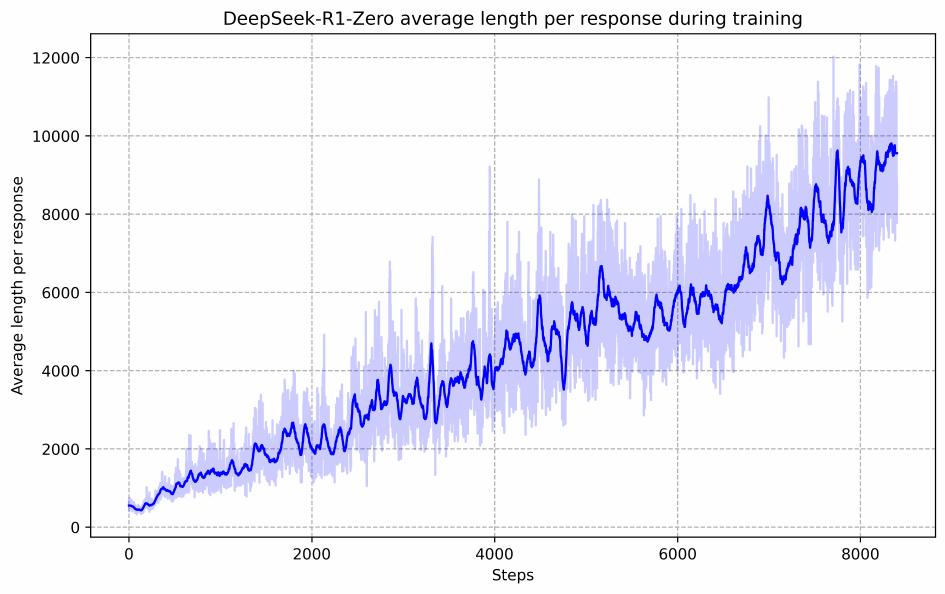 DeepSeek-R1-Zero average length per response during training
12000
10000
8000
6000
4000
2000
0
Average length per response
0 2000 4000 6000 8000
Steps